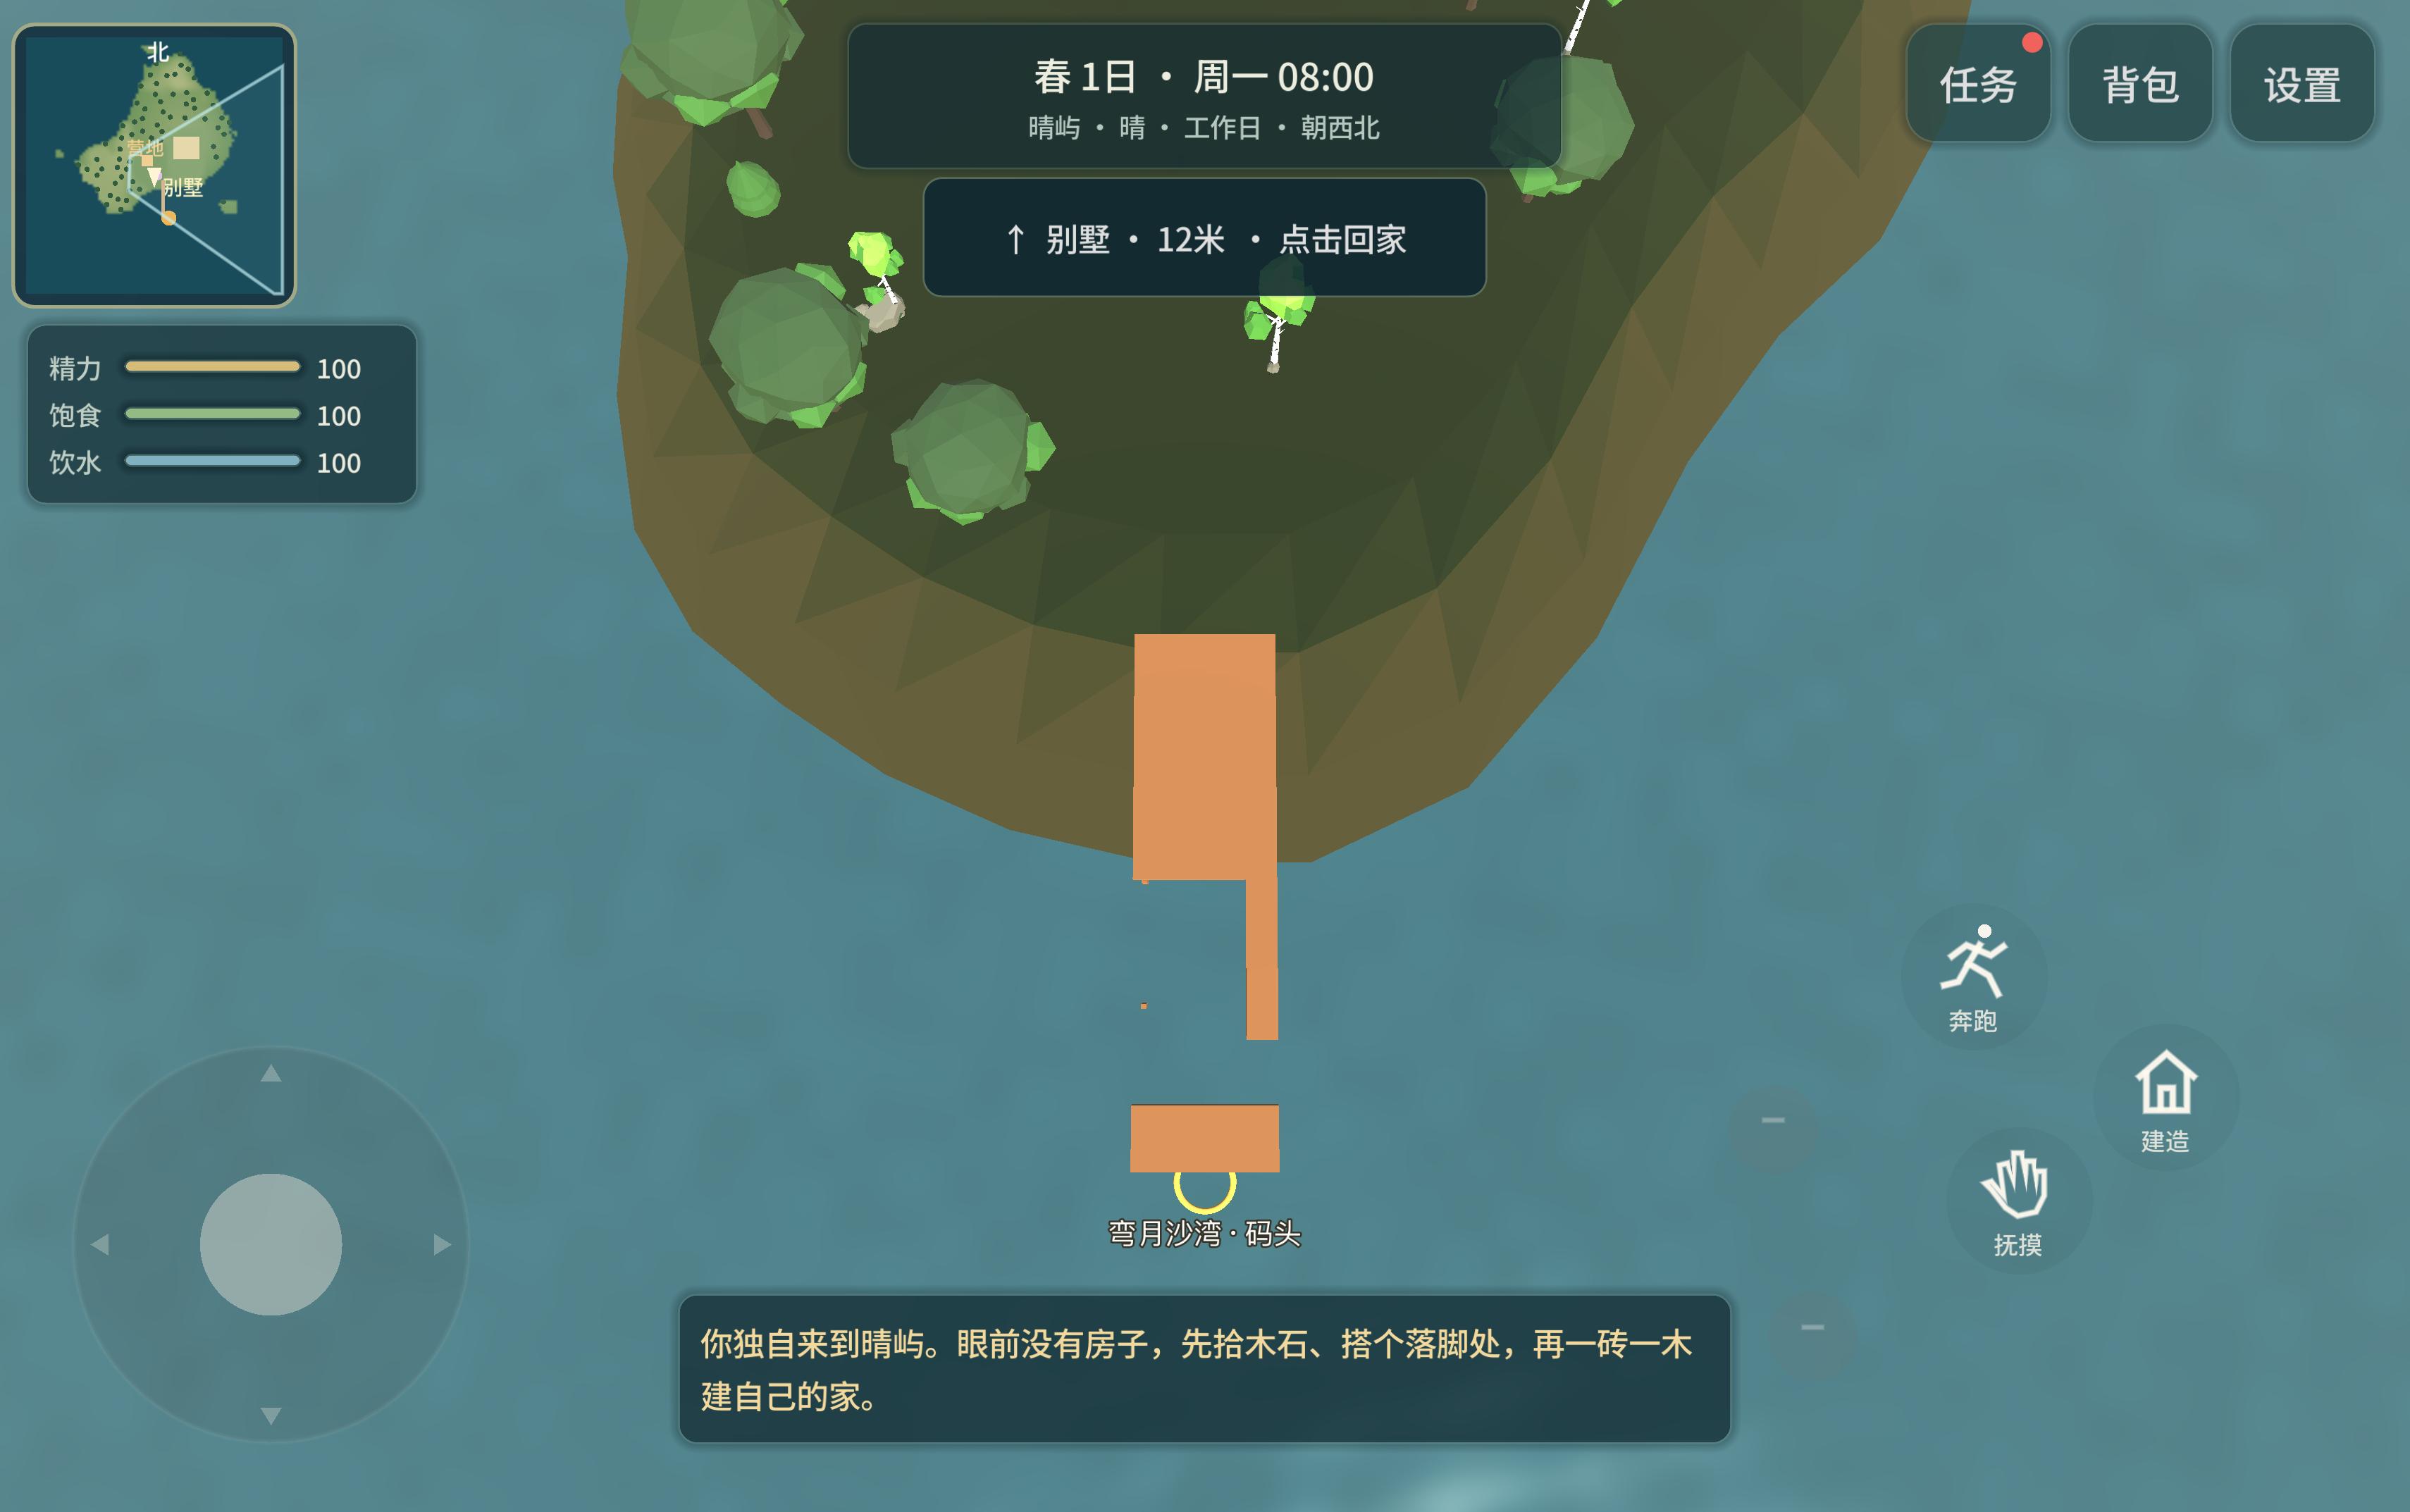 北
营地
别墅
春 1日 · 周一 08:00
晴屿 · 晴 · 工作日 · 朝西北
↑ 别墅 · 12米 · 点击回家
任务
背包
设置
精力 100
饱食 100
饮水 100
奔跑
建造
抚摸
弯月沙湾·码头
你独自来到晴屿。眼前没有房子，先拾木石、搭个落脚处，再一砖一木
建自己的家。